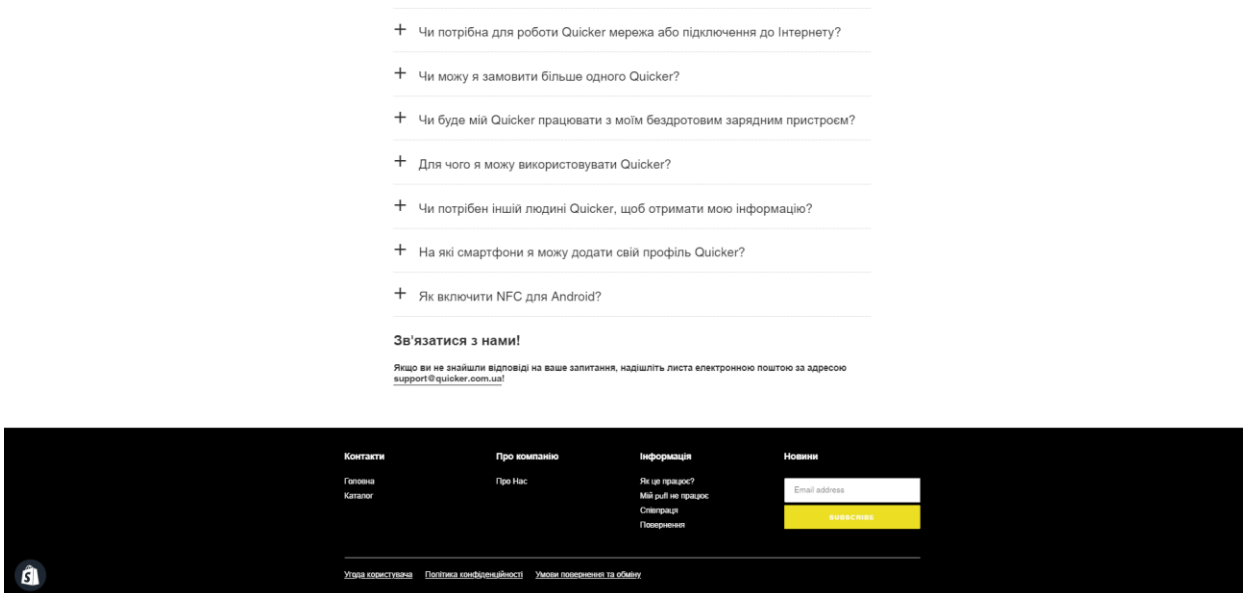 Чи потрібна для роботи Quicker мережа або підключення до Інтернету?
Чи можу я замовити більше одного Quicker?
Чи буде мій Quicker працювати з моїм бездротовим зарядним пристроєм?
Для чого я можу використовувати Quicker?
Чи потрібен іншій людині Quicker, щоб отримати мою інформацію?
На які смартфони я можу додати свій профіль Quicker?
Як включити NFC для Android?
Зв'язатися з нами!
Якщо ви не знайшли відповіді на ваше запитання, надішліть листа електронною поштою за адресою
support@quicker.com.ua!
Контакти
Головна
Каталог
Про компанію
Про Нас
Інформація
Як це працює?
Мій pufl не працює
Співпраця
Повернення
Новини
Email address
SUBSCRIBE
Угода користувача Політика конфіденційності Умови повернення та обміну